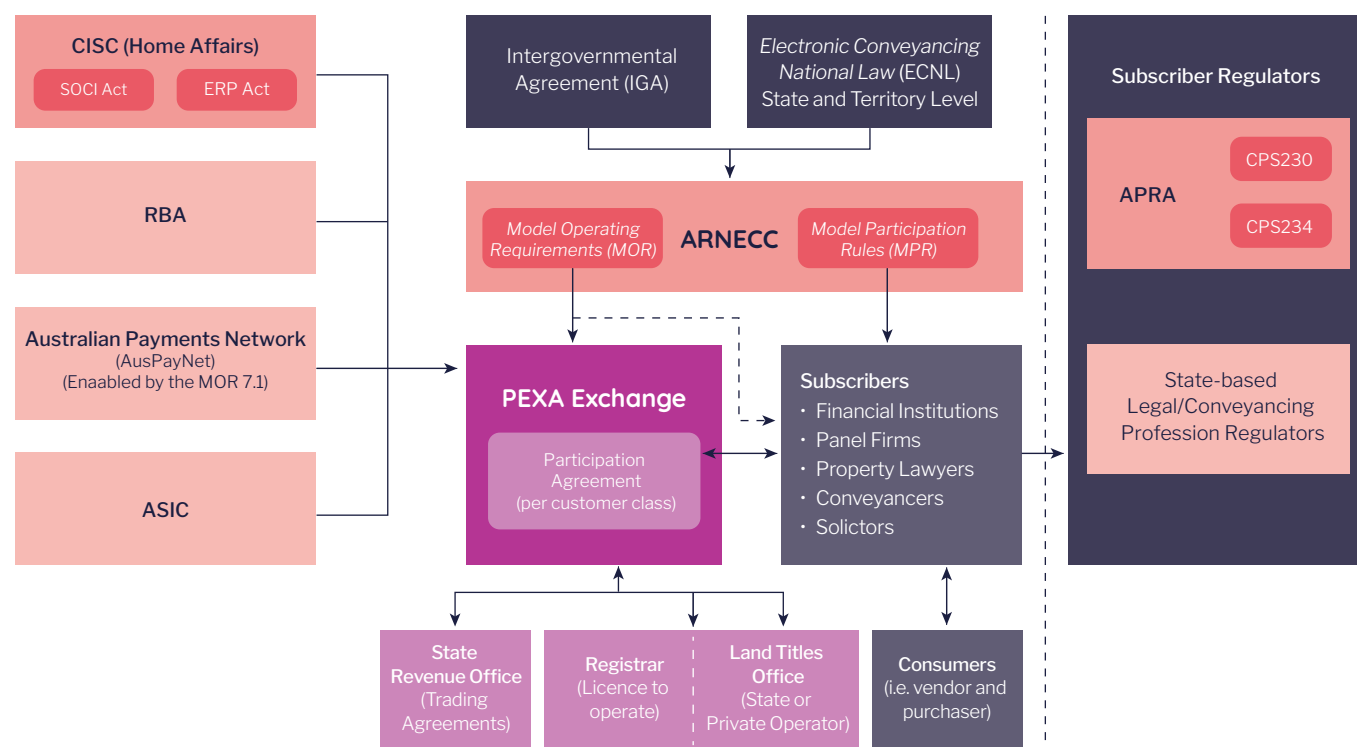 CISC (Home Affairs)
SOCI Act
ERP Act
RBA
Australian Payments Network
(AusPayNet)
(Enaabled by the MOR 7.1)
ASIC
Intergovernmental
Agreement (IGA)
Electronic Conveyancing
National Law (ECNL)
State and Territory Level
Model Operating
Requirements (MOR)
ARNECC
Model Participation
Rules (MPR)
PEXA Exchange
Participation
Agreement
(per customer class)
Subscribers
• Financial Institutions
• Panel Firms
• Property Lawyers
• Conveyancers
• Solictors
State
Revenue Office
(Trading
Agreements)
Registrar
(Licence to
operate)
Land Titles
Office
(State or
Private Operator)
Consumers
(i.e. vendor and
purchaser)
Subscriber Regulators
APRA
CPS230
CPS234
State-based
Legal/Conveyancing
Profession Regulators